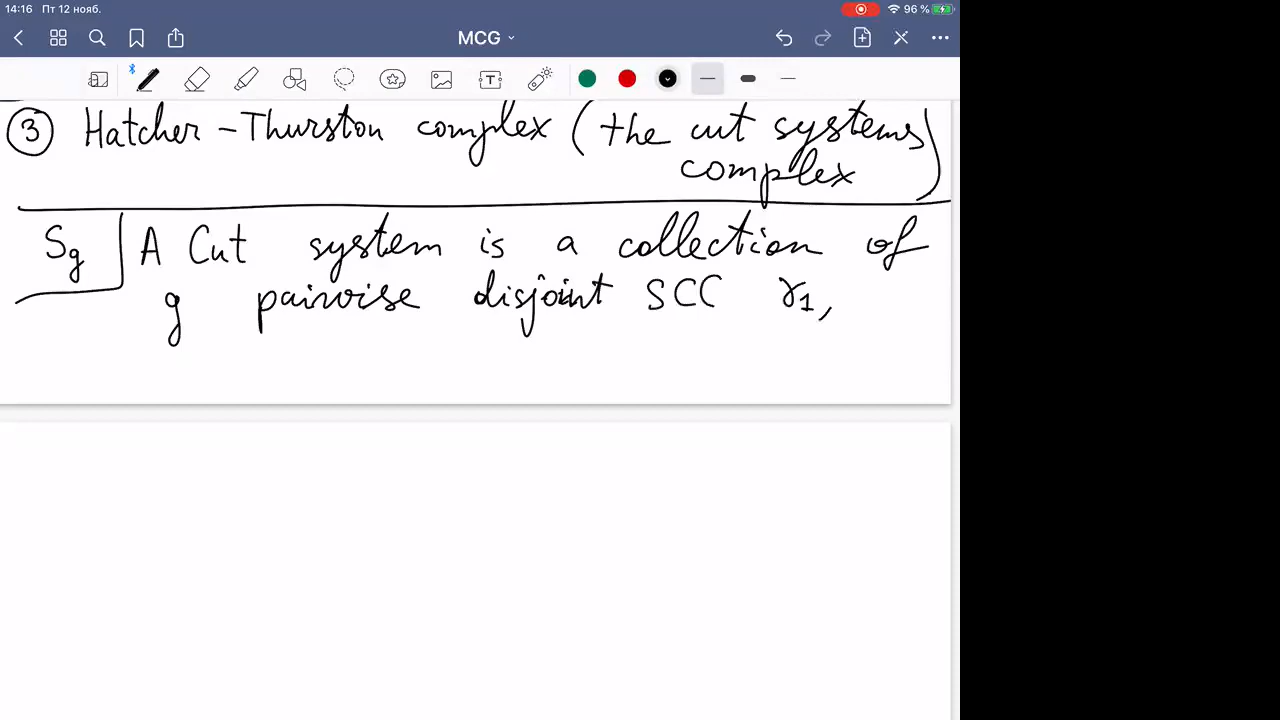 14:16 Пт 12 нояб. 96 %
MCG
③ Hatcher - Thurston complex (the cut systems
complex)
Sg A Cut system is a collection of
g pairwise disjoint SCC γ1,